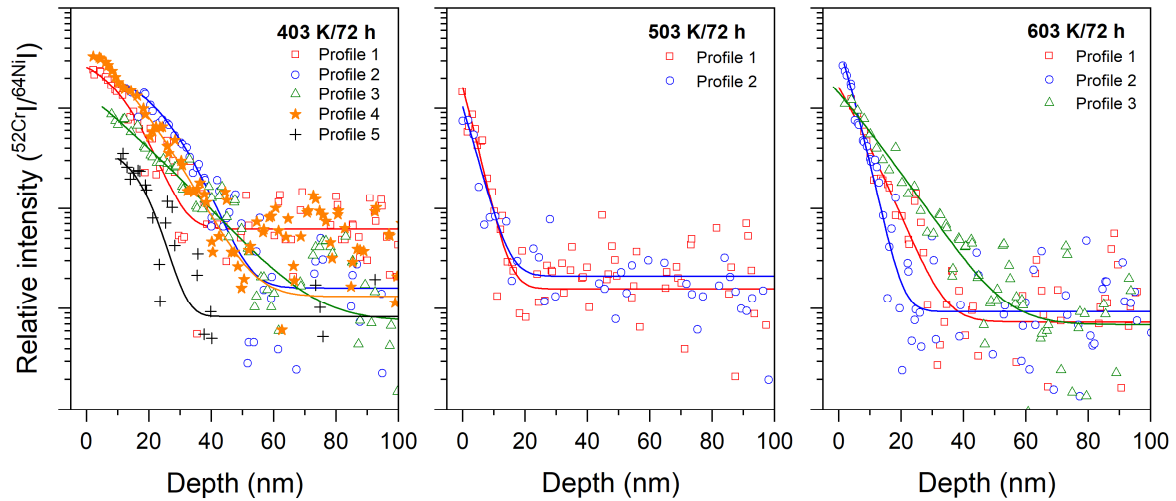 403 K/72 h
Profile 1
Profile 2
Profile 3
Profile 4
Profile 5
503 K/72 h
Profile 1
Profile 2
603 K/72 h
Profile 1
Profile 2
Profile 3
Relative intensity (⁵²CrI/⁶⁴NiI)
0 20 40 60 80 100
0 20 40 60 80 100
0 20 40 60 80 100
Depth (nm)
Depth (nm)
Depth (nm)